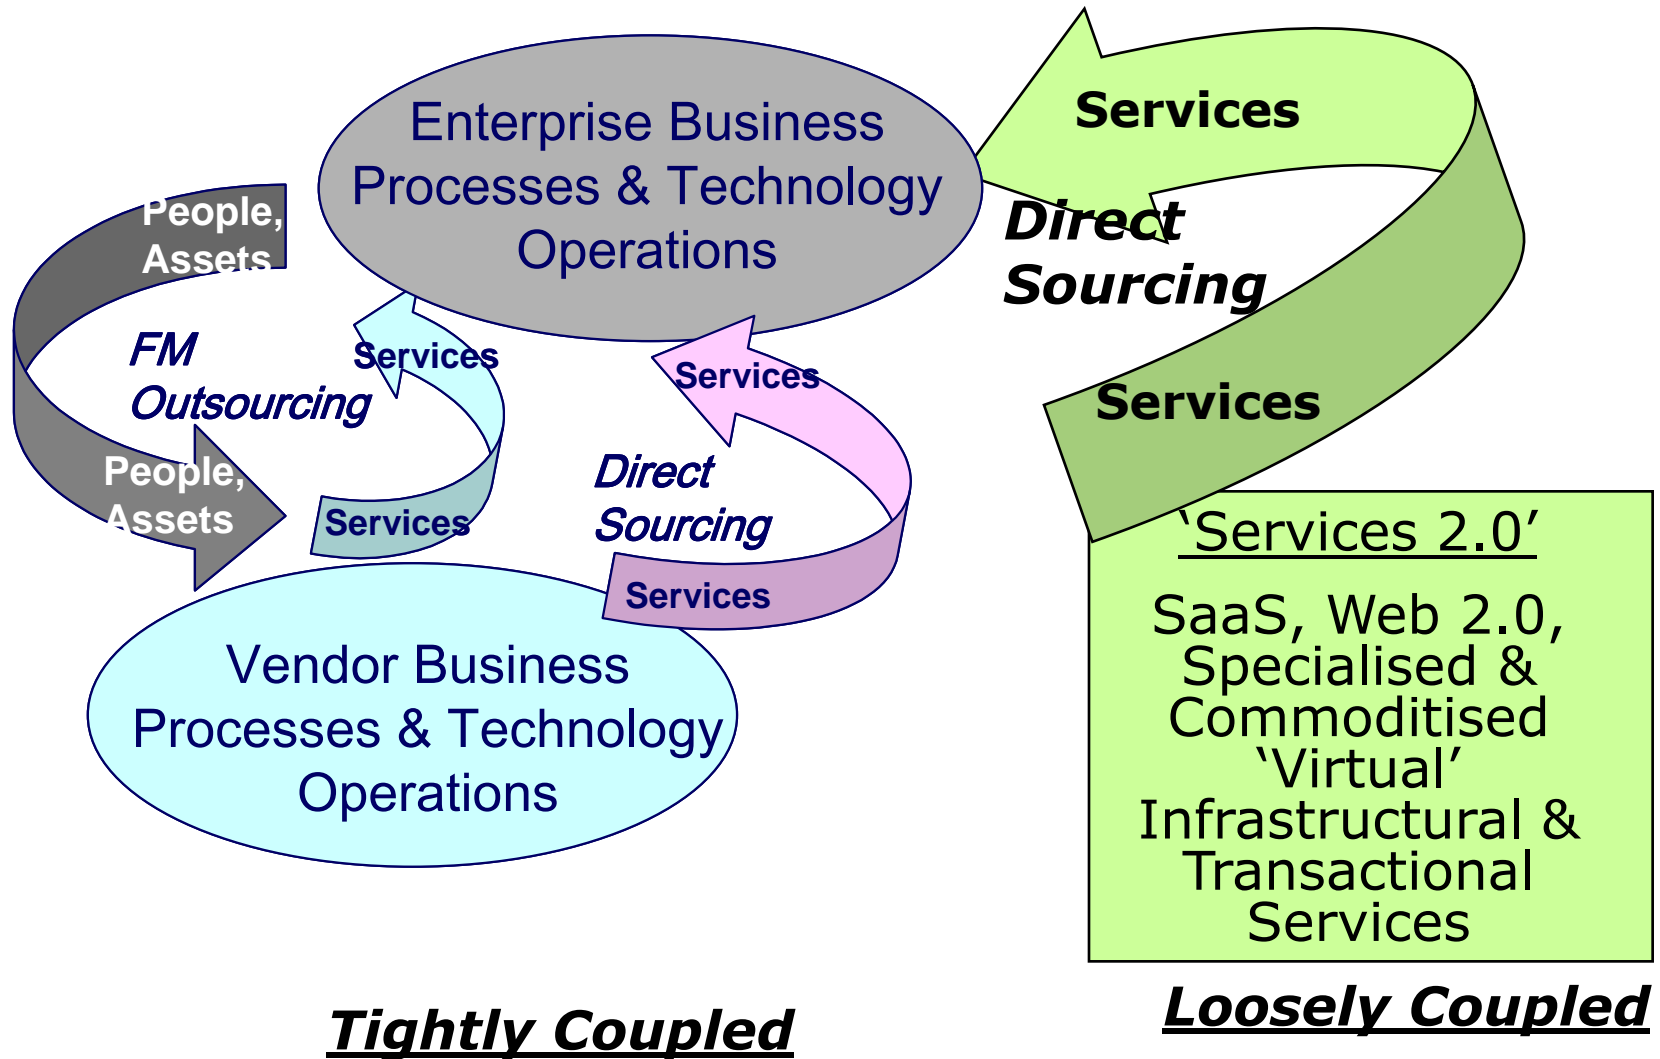 Enterprise Business
Processes & Technology
Operations
Services
Direct
Sourcing
Services
People,
Assets
FM
Outsourcing
People,
Assets
Services
Services
Services
Direct
Sourcing
Services
Vendor Business
Processes & Technology
Operations
‘Services 2.0’
SaaS, Web 2.0,
Specialised &
Commoditised
‘Virtual’
Infrastructural &
Transactional
Services
Tightly Coupled
Loosely Coupled